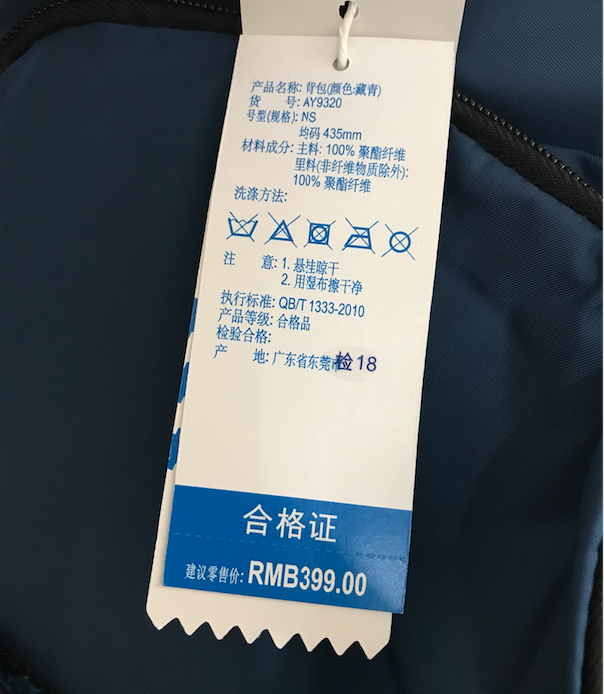 产品名称: 背包(颜色:藏青)
货 号: AY9320
号型(规格): NS
均码 435mm
材料成分: 主料: 100% 聚酯纤维
里料(非纤维物质除外):
100% 聚酯纤维
洗涤方法:
注 意: 1. 悬挂晾干
2. 用湿布擦干净
执行标准: QB/T 1333-2010
产品等级: 合格品
检验合格:
产 地: 广东省东莞市
检18
合格证
建议零售价: RMB399.00